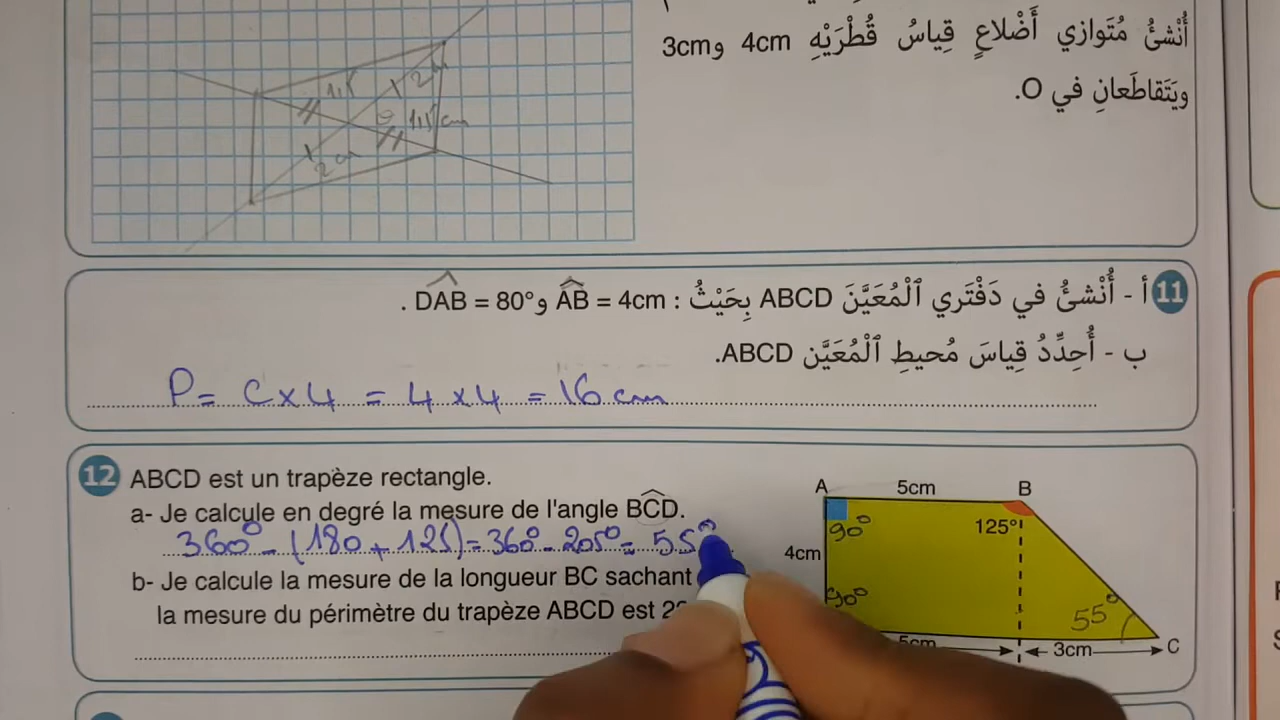 أُنْشِئُ مُتَوازي أَضْلاعٍ قِياسُ قُطْرَيْهِ 4cm و3cm
ويَتَقاطَعانِ في O.
1,5
2
1,5 cm
2 cm
11 أ - أُنْشِئُ في دَفْتَري ٱلْمُعَيَّنَ ABCD بِحَيْثُ : AB = 4cm و DAB = 80° .
ب - أُحِدِّدُ قِياسَ مُحيطِ ٱلْمُعَيَّنِ ABCD.
P = C x 4 = 4 x 4 = 16 cm
12 ABCD est un trapèze rectangle.
a- Je calcule en degré la mesure de l'angle BCD.
360° - (180 + 125) = 360° - 205° = 55°
b- Je calcule la mesure de la longueur BC sachant
la mesure du périmètre du trapèze ABCD est
A 5cm B
90° 125°
4cm
90° 55°
5cm 3cm C